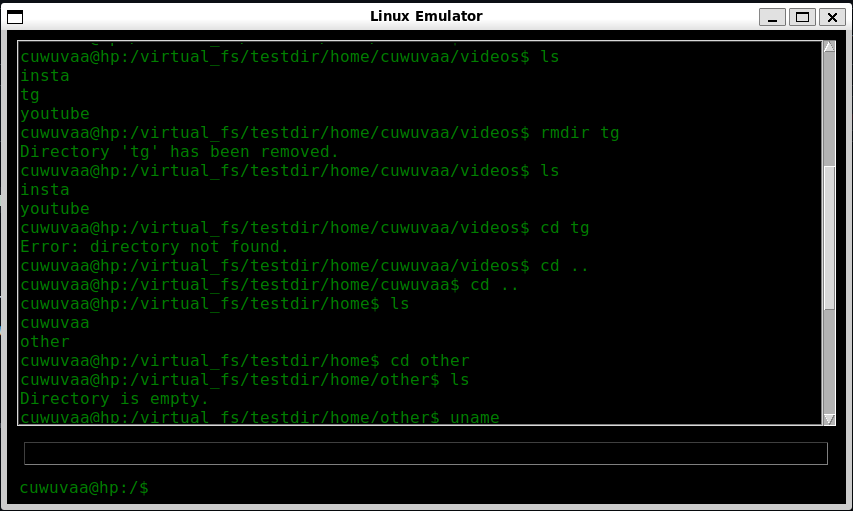 Linux Emulator
cuwuvaa@hp:/virtual_fs/testdir/home/cuwuvaa/videos$ ls
insta
tg
youtube
cuwuvaa@hp:/virtual_fs/testdir/home/cuwuvaa/videos$ rmdir tg
Directory 'tg' has been removed.
cuwuvaa@hp:/virtual_fs/testdir/home/cuwuvaa/videos$ ls
insta
youtube
cuwuvaa@hp:/virtual_fs/testdir/home/cuwuvaa/videos$ cd tg
Error: directory not found.
cuwuvaa@hp:/virtual_fs/testdir/home/cuwuvaa/videos$ cd ..
cuwuvaa@hp:/virtual_fs/testdir/home/cuwuvaa$ cd ..
cuwuvaa@hp:/virtual_fs/testdir/home$ ls
cuwuvaa
other
cuwuvaa@hp:/virtual_fs/testdir/home$ cd other
cuwuvaa@hp:/virtual_fs/testdir/home/other$ ls
Directory is empty.
cuwuvaa@hp:/virtual_fs/testdir/home/other$ uname
cuwuvaa@hp:/$